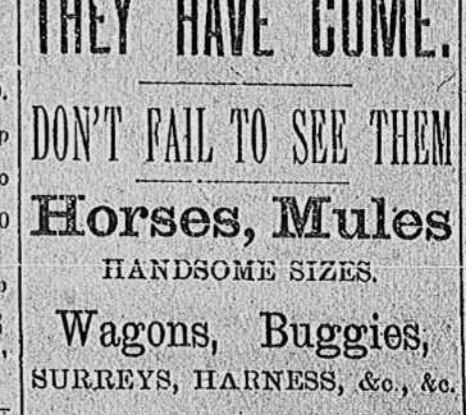 THEY HAVE COME.
DON'T FAIL TO SEE THEM
Horses, Mules
HANDSOME SIZES.
Wagons, Buggies,
SURREYS, HARNESS, &c., &c.